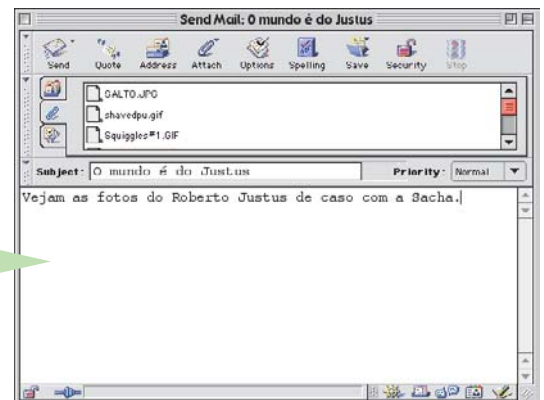 Send Mail: O mundo é do Justus
Send Quote Address Attach Options Spelling Save Security Stop
SALTO.JPG
shavedpu.gif
Squiggles#1.GIF
Subject: O mundo é do Justus Priority: Normal
Vejam as fotos do Roberto Justus de caso com a Sacha.